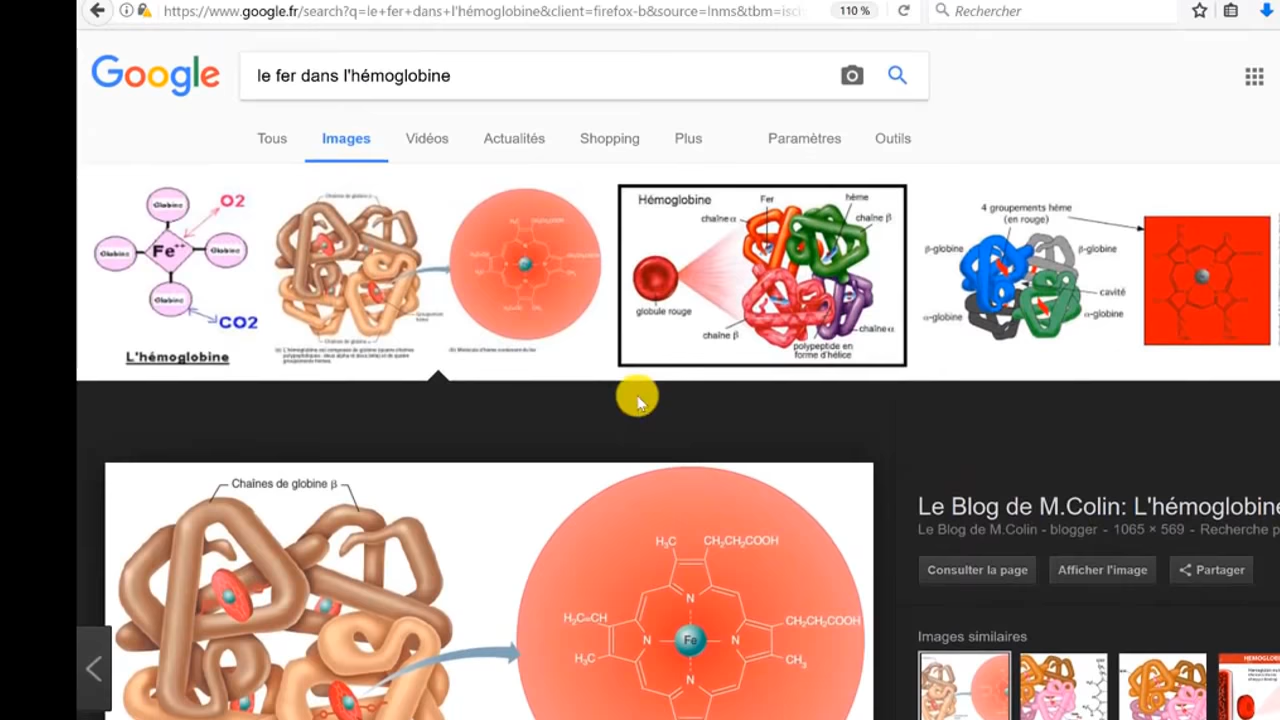 https://www.google.fr/search?q=le+fer+dans+l'hémoglobine&client=firefox-b&source=lnms&tbm=isc
110 %
Rechercher
Google
le fer dans l'hémoglobine
Tous
Images
Vidéos
Actualités
Shopping
Plus
Paramètres
Outils
Globine
O2
Globine
Fe++
Globine
Globine
CO2
L'hémoglobine
Chaînes de globine β
Hémoglobine
Fer
hème
chaîne α
chaîne β
globule rouge
chaîne β
chaîne α
polypeptide en
forme d'hélice
4 groupements hème
(en rouge)
β-globine
β-globine
cavité
α-globine
α-globine
Chaînes de globine β
H₃C
CH₂CH₂COOH
N
H₂C=CH
CH₂CH₂COOH
N
Fe
N
H₃C
CH₃
N
Le Blog de M.Colin: L'hémoglobine
Le Blog de M.Colin - blogger - 1065 × 569 - Recherche p
Consulter la page
Afficher l'image
Partager
Images similaires